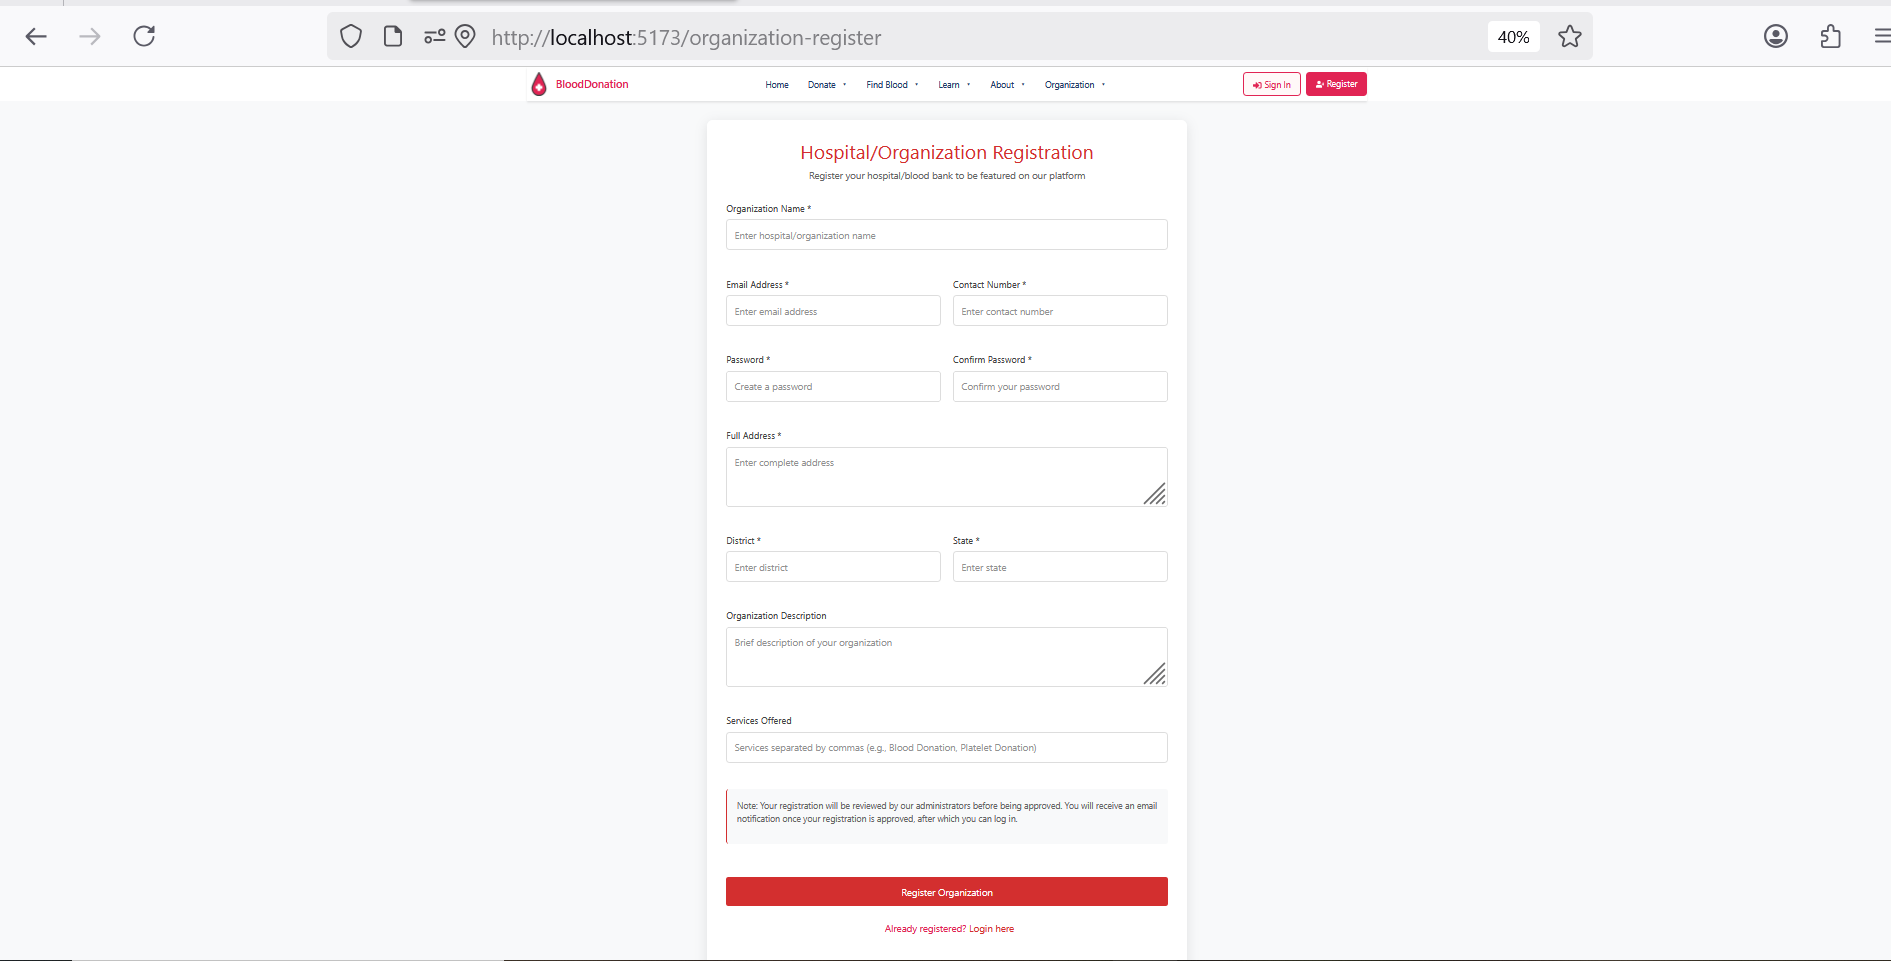 http://localhost:5173/organization-register
40%
BloodDonation
Home
Donate
Find Blood
Learn
About
Organization
Sign In
Register
Hospital/Organization Registration
Register your hospital/blood bank to be featured on our platform
Organization Name *
Enter hospital/organization name
Email Address *
Contact Number *
Enter email address
Enter contact number
Password *
Confirm Password *
Create a password
Confirm your password
Full Address *
Enter complete address
District *
State *
Enter district
Enter state
Organization Description
Brief description of your organization
Services Offered
Services separated by commas (e.g., Blood Donation, Platelet Donation)
Note: Your registration will be reviewed by our administrators before being approved. You will receive an email
notification once your registration is approved, after which you can log in.
Register Organization
Already registered? Login here